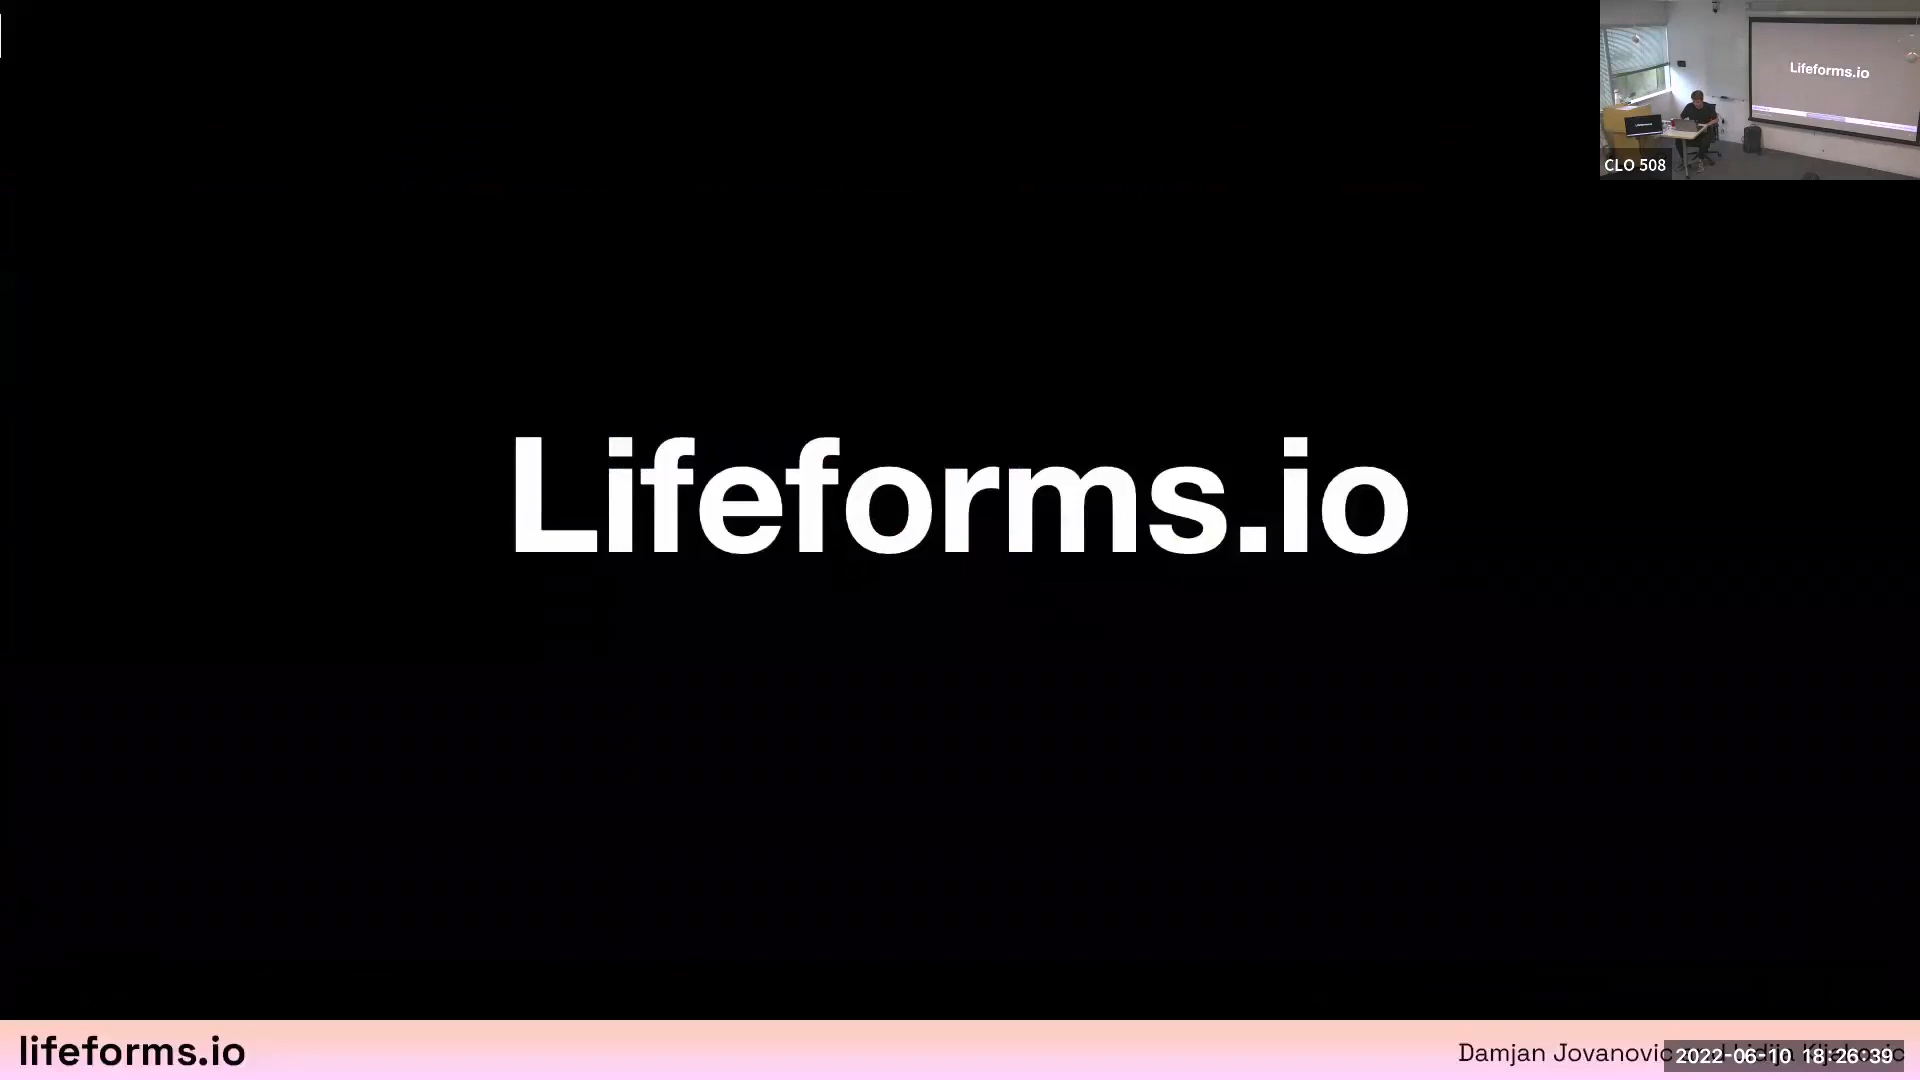 Lifeforms.io
CLO 508
Lifeforms.io
lifeforms.io
Damjan Jovanovic
2022-06-10 18:26:39